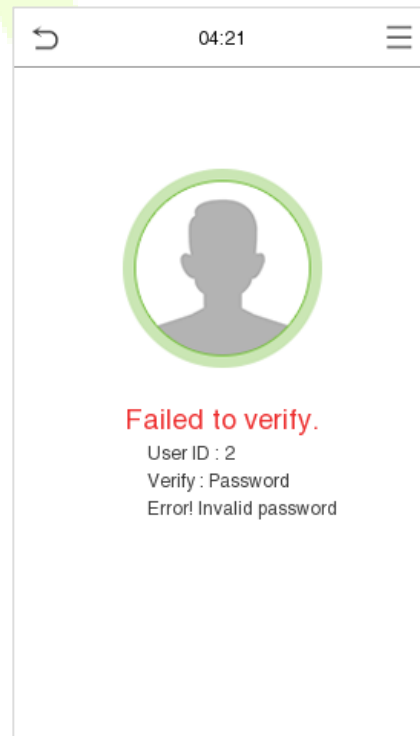 04:21
Failed to verify.
User ID : 2
Verify : Password
Error! Invalid password